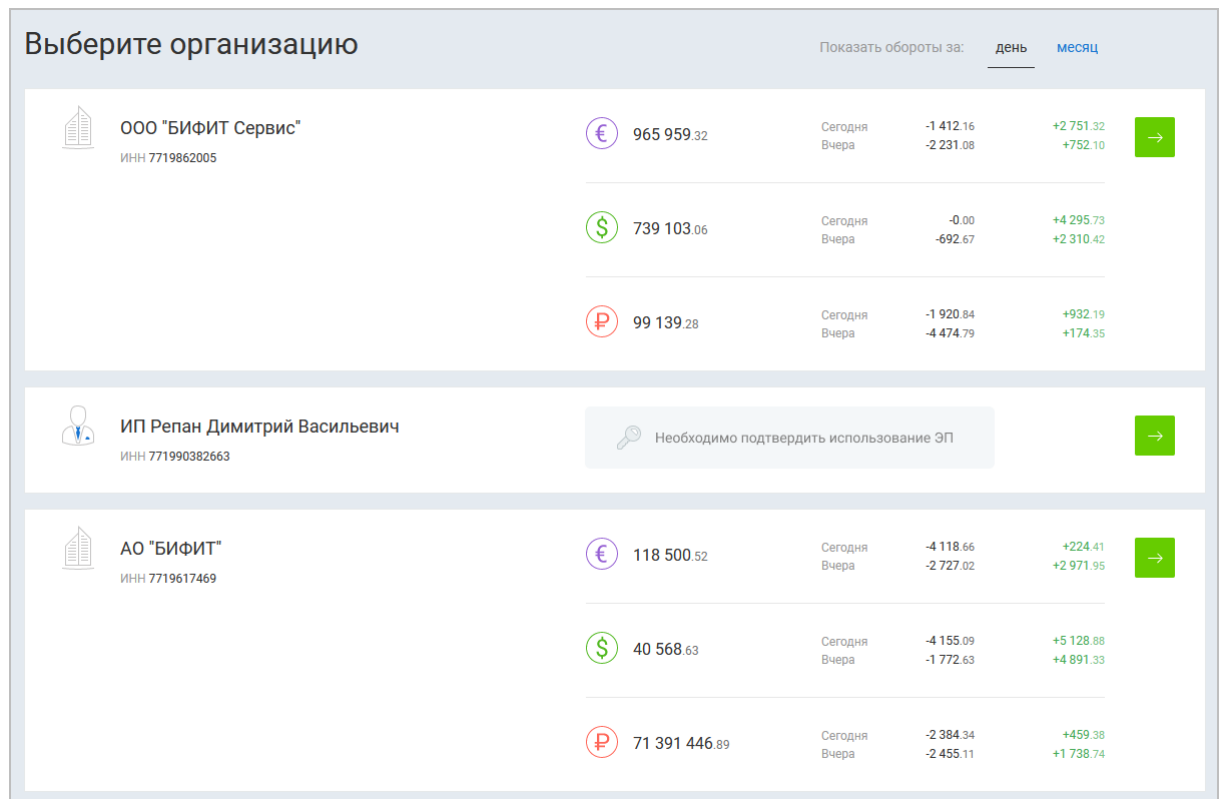 Выберите организацию
Показать обороты за: день месяц
ООО "БИФИТ Сервис"
ИНН 7719862005
€ 965 959.32
Сегодня -1 412.16 +2 751.32
Вчера -2 231.08 +752.10
$ 739 103.06
Сегодня -0.00 +4 295.73
Вчера -692.67 +2 310.42
₽ 99 139.28
Сегодня -1 920.84 +932.19
Вчера -4 474.79 +174.35
ИП Репан Димитрий Васильевич
ИНН 771990382663
Необходимо подтвердить использование ЭП
АО "БИФИТ"
ИНН 7719617469
€ 118 500.52
Сегодня -4 118.66 +224.41
Вчера -2 727.02 +2 971.95
$ 40 568.63
Сегодня -4 155.09 +5 128.88
Вчера -1 772.63 +4 891.33
₽ 71 391 446.89
Сегодня -2 384.34 +459.38
Вчера -2 455.11 +1 738.74